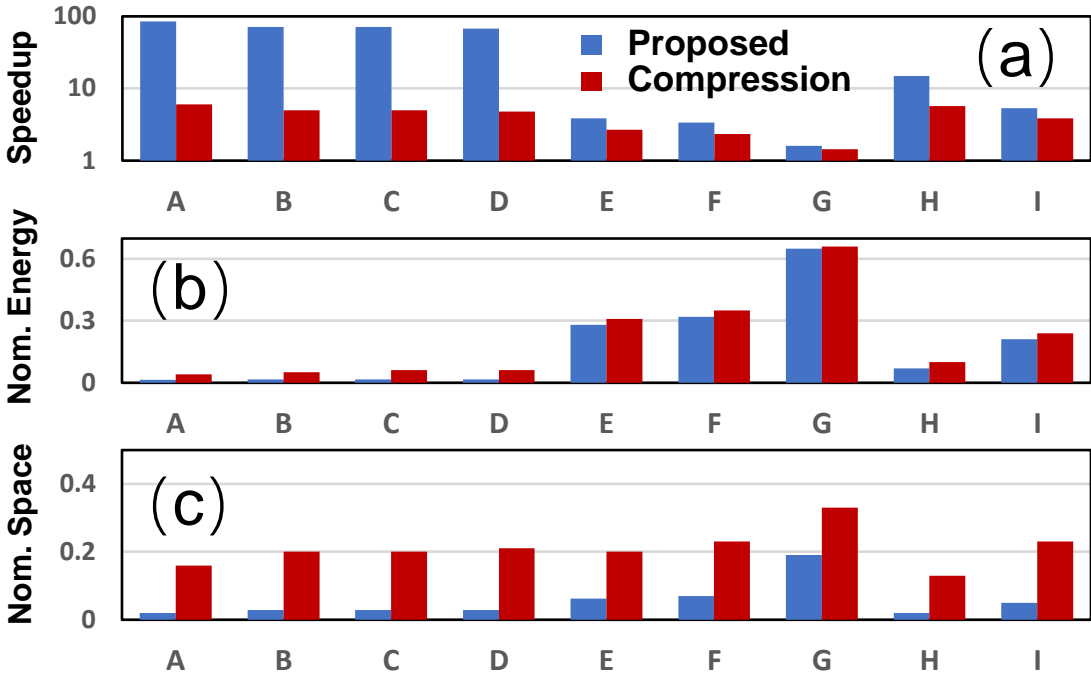 Speedup
100
10
1
Proposed
Compression
(a)
A B C D E F G H I
Nom. Energy
0.6
0.3
0
(b)
A B C D E F G H I
Nom. Space
0.4
0.2
0
(c)
A B C D E F G H I